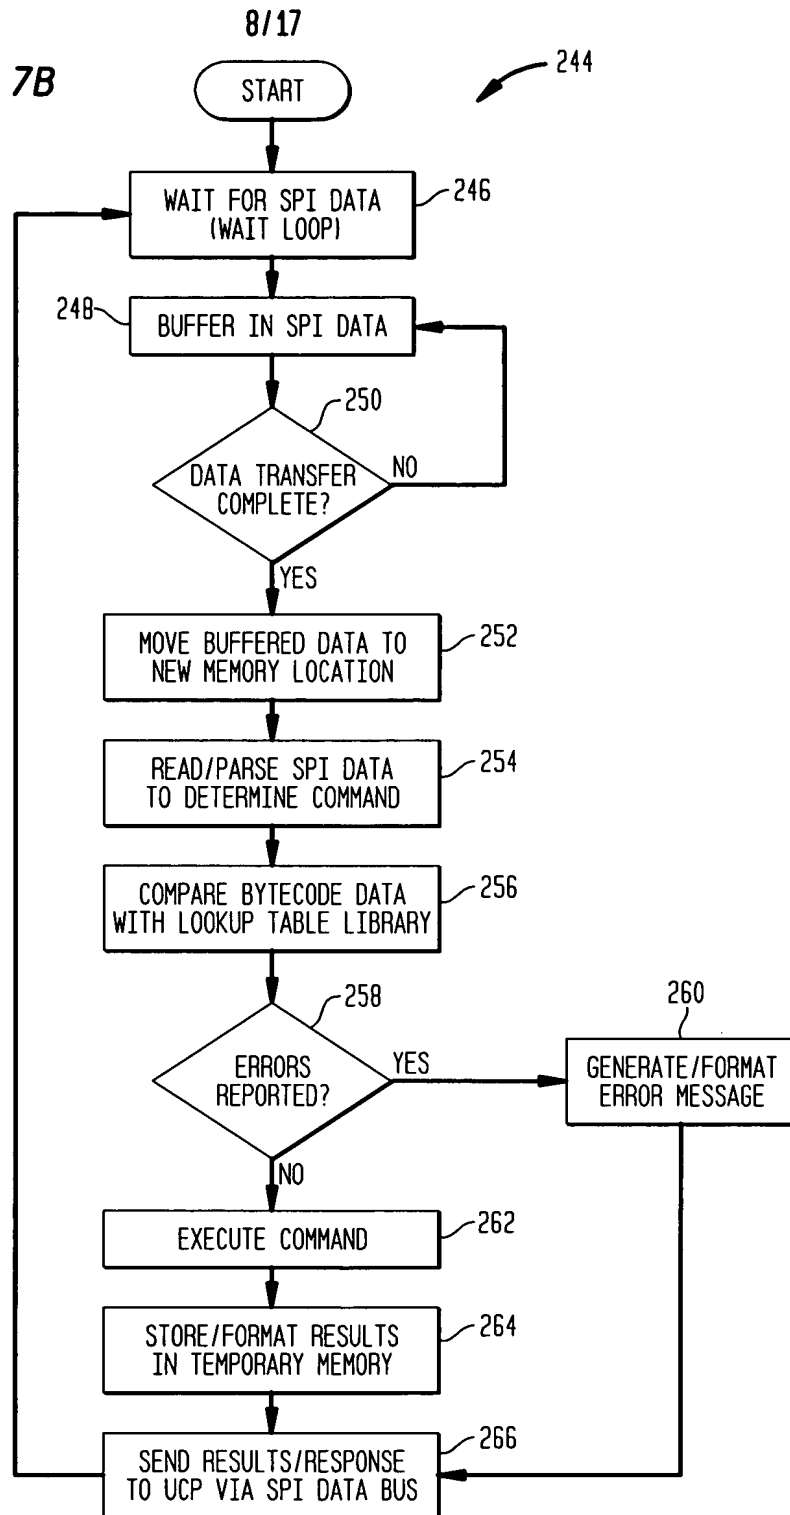 8/17
7B
244
START
WAIT FOR SPI DATA
(WAIT LOOP)
246
248
BUFFER IN SPI DATA
250
DATA TRANSFER
COMPLETE?
NO
YES
MOVE BUFFERED DATA TO
NEW MEMORY LOCATION
252
READ/PARSE SPI DATA
TO DETERMINE COMMAND
254
COMPARE BYTECODE DATA
WITH LOOKUP TABLE LIBRARY
256
258
ERRORS
REPORTED?
YES
260
GENERATE/FORMAT
ERROR MESSAGE
NO
EXECUTE COMMAND
262
STORE/FORMAT RESULTS
IN TEMPORARY MEMORY
264
SEND RESULTS/RESPONSE
TO UCP VIA SPI DATA BUS
266